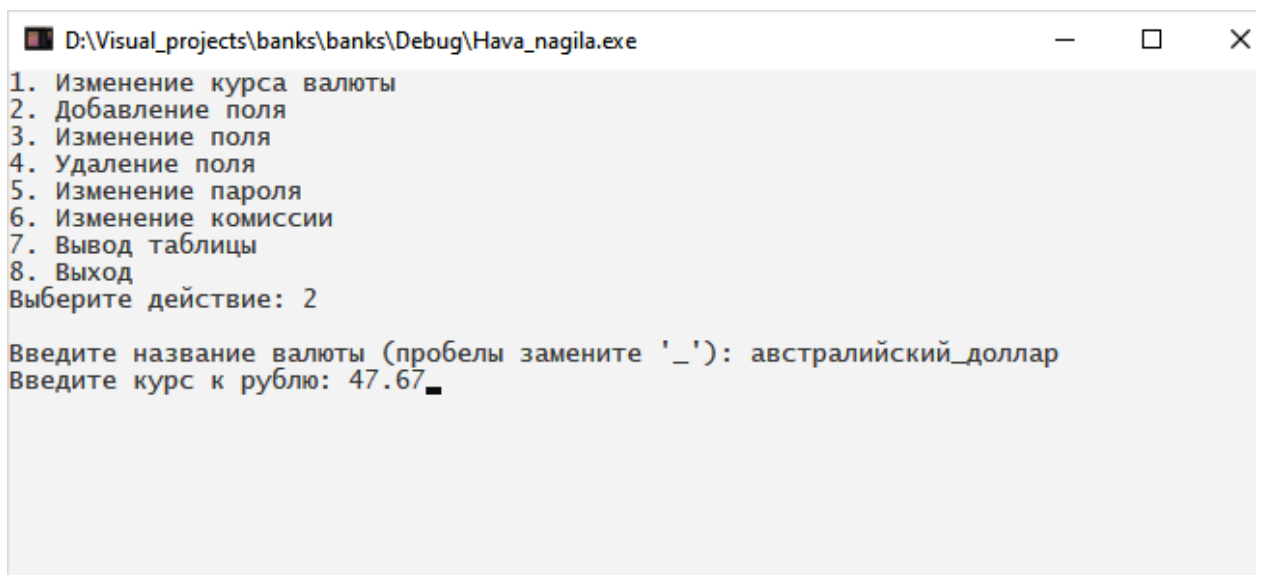 D:\Visual_projects\banks\banks\Debug\Hava_nagila.exe
1. Изменение курса валюты
2. Добавление поля
3. Изменение поля
4. Удаление поля
5. Изменение пароля
6. Изменение комиссии
7. Вывод таблицы
8. Выход
Выберите действие: 2
Введите название валюты (пробелы замените '_'): австралийский_доллар
Введите курс к рублю: 47.67